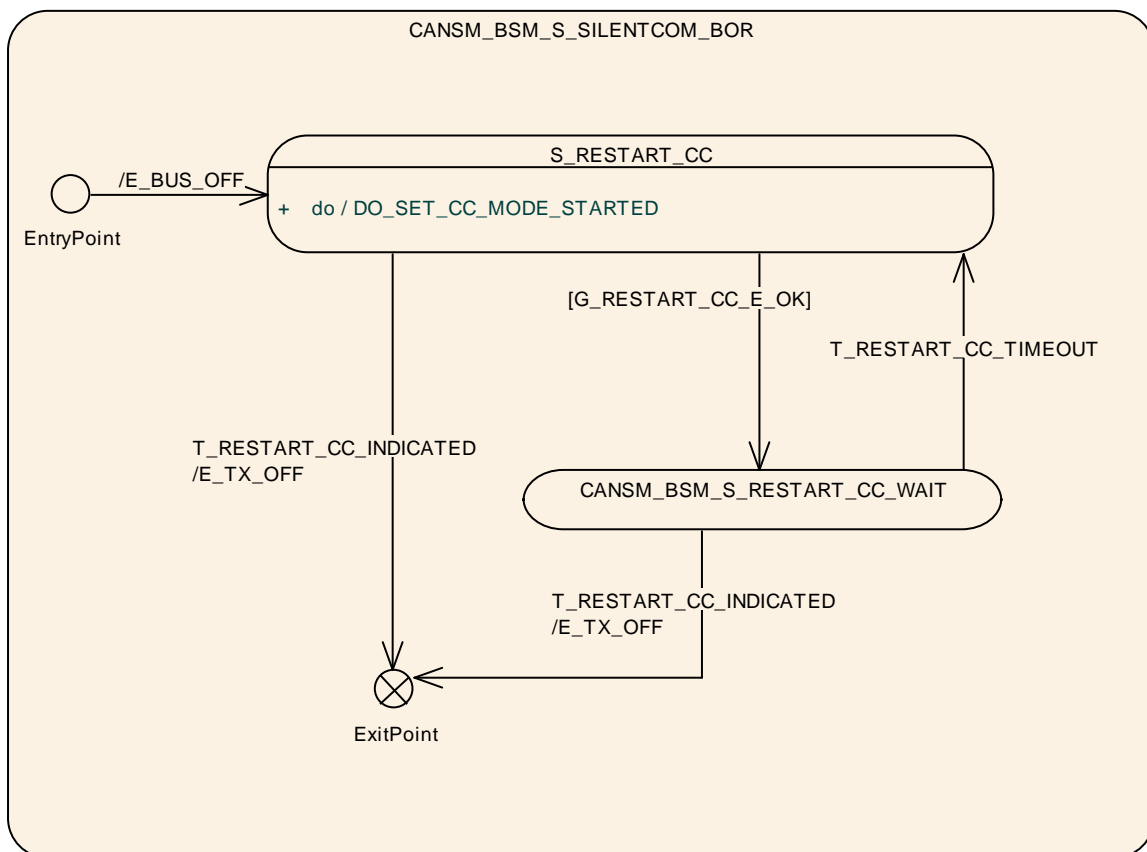 CANSM_BSM_S_SILENTCOM_BOR
S_RESTART_CC
/E_BUS_OFF
+ do / DO_SET_CC_MODE_STARTED
EntryPoint
[G_RESTART_CC_E_OK]
T_RESTART_CC_TIMEOUT
T_RESTART_CC_INDICATED
/E_TX_OFF
CANSM_BSM_S_RESTART_CC_WAIT
T_RESTART_CC_INDICATED
/E_TX_OFF
ExitPoint